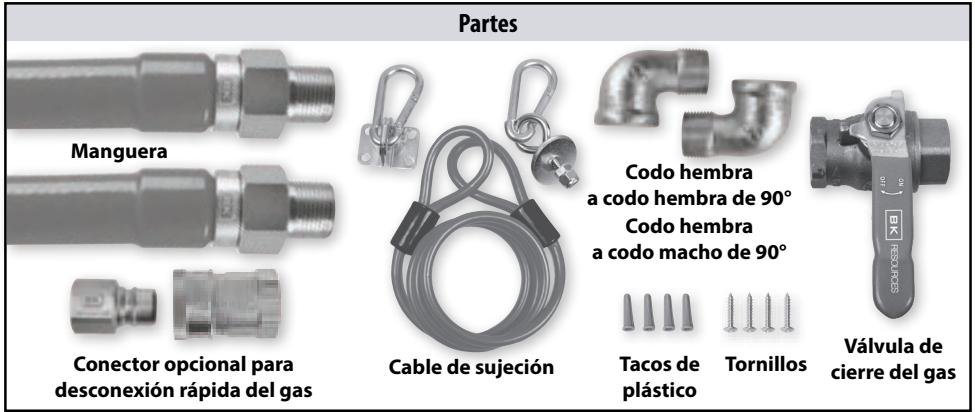 Partes
Manguera
Codo hembra
a codo hembra de 90°
Codo hembra
a codo macho de 90°
OFF
ON
BK
RESOURCES
Conector opcional para
desconexión rápida del gas
Cable de sujeción
Tacos de
plástico
Tornillos
Válvula de
cierre del gas